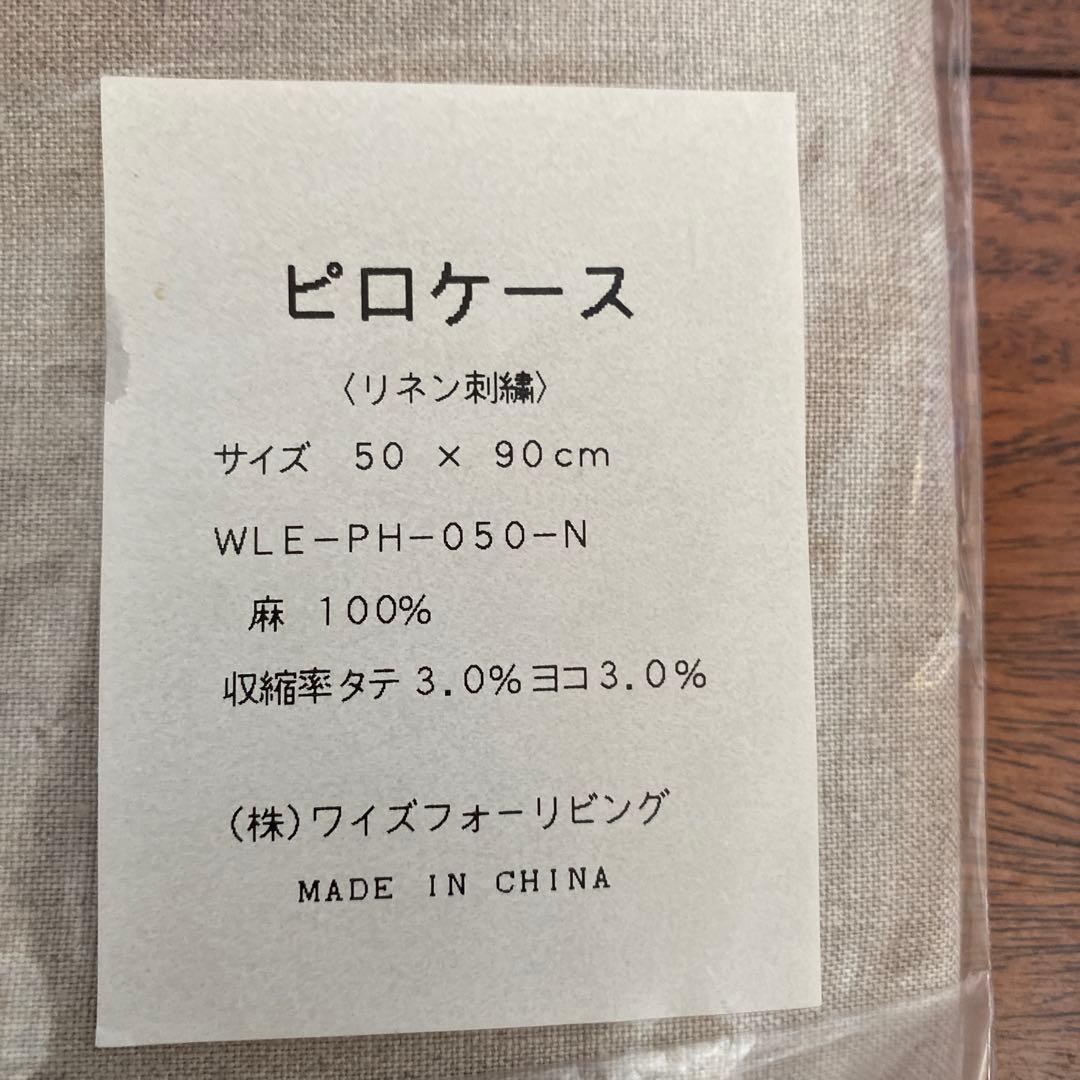 ピロケース
〈リネン刺繍〉
サイズ 50 × 90cm
WLE-PH-050-N
麻 100%
収縮率タテ3.0%ヨコ3.0%
(株)ワイズフォーリビング
MADE IN CHINA